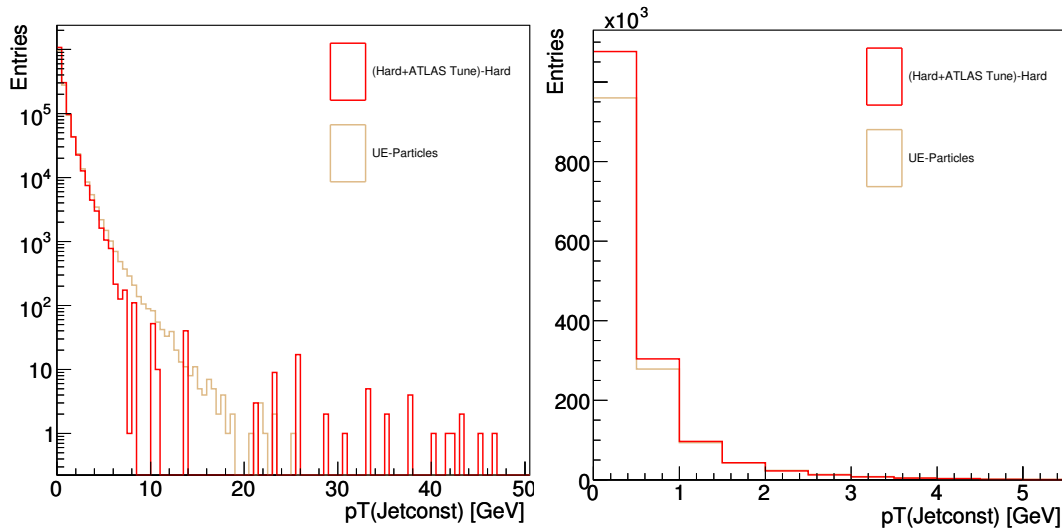 Entries
(Hard+ATLAS Tune)-Hard
UE-Particles
10^5
10^4
10^3
10^2
10
1
0 10 20 30 40 50
pT(Jetconst) [GeV]
×10^3
Entries
(Hard+ATLAS Tune)-Hard
UE-Particles
800
600
400
200
0
0 1 2 3 4 5
pT(Jetconst) [GeV]